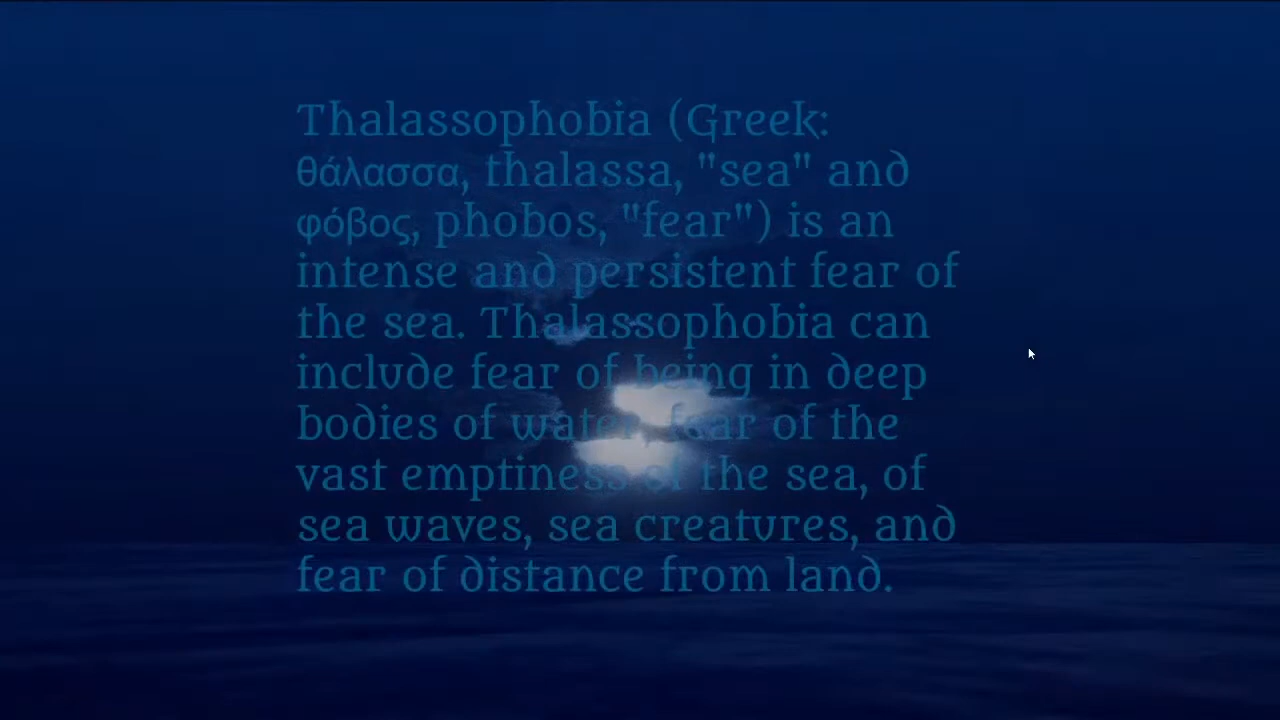 Thalassophobia (Greek:
θάλασσα, thalassa, "sea" and
φόβος, phobos, "fear") is an
intense and persistent fear of
the sea. Thalassophobia can
include fear of being in deep
bodies of water, fear of the
vast emptiness of the sea, of
sea waves, sea creatures, and
fear of distance from land.